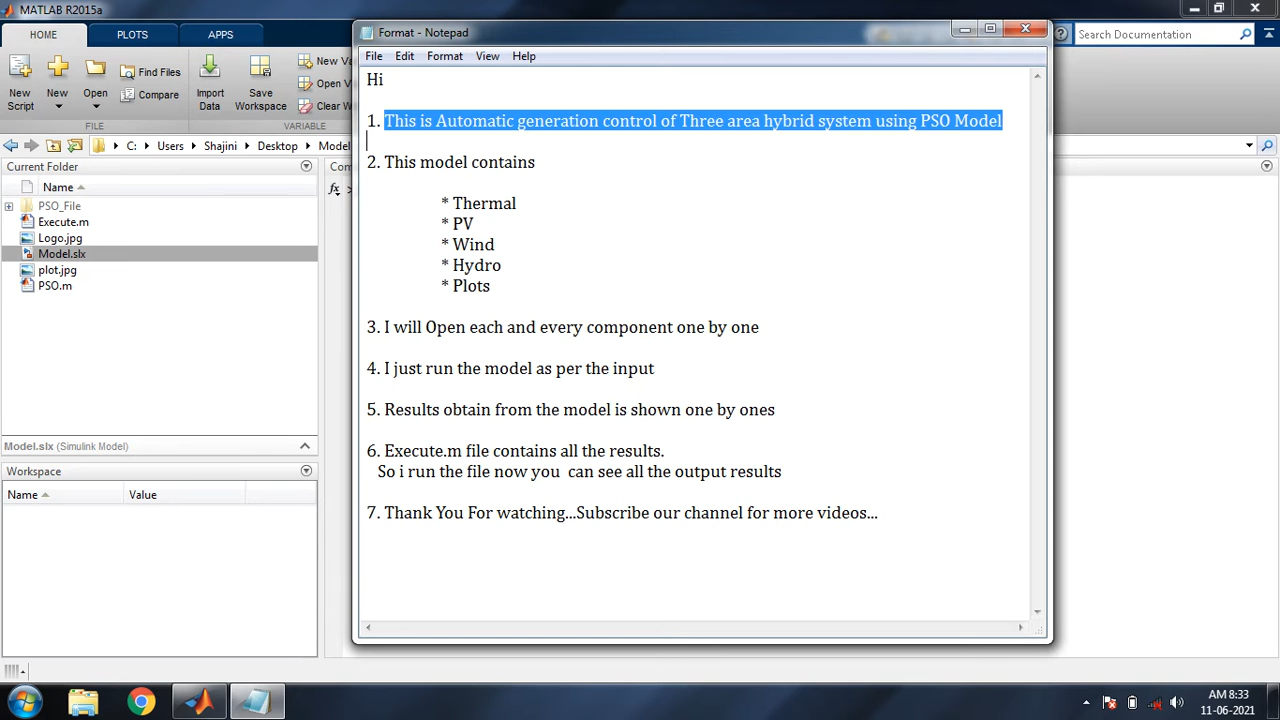 MATLAB R2015a
HOME
PLOTS
APPS
Search Documentation
New Script
New
Open
Find Files
Compare
Import Data
Save Workspace
New Va
Open V
Clear W
FILE
VARIABLE
C: Users Shajini Desktop Model
Current Folder
Name
PSO_File
Execute.m
Logo.jpg
Model.slx
plot.jpg
PSO.m
Model.slx (Simulink Model)
Workspace
Name Value
Com
fx
Format - Notepad
File Edit Format View Help
Hi
1. This is Automatic generation control of Three area hybrid system using PSO Model
2. This model contains
* Thermal
* PV
* Wind
* Hydro
* Plots
3. I will Open each and every component one by one
4. I just run the model as per the input
5. Results obtain from the model is shown one by ones
6. Execute.m file contains all the results.
So i run the file now you  can see all the output results
7. Thank You For watching...Subscribe our channel for more videos...
AM 8:33
11-06-2021